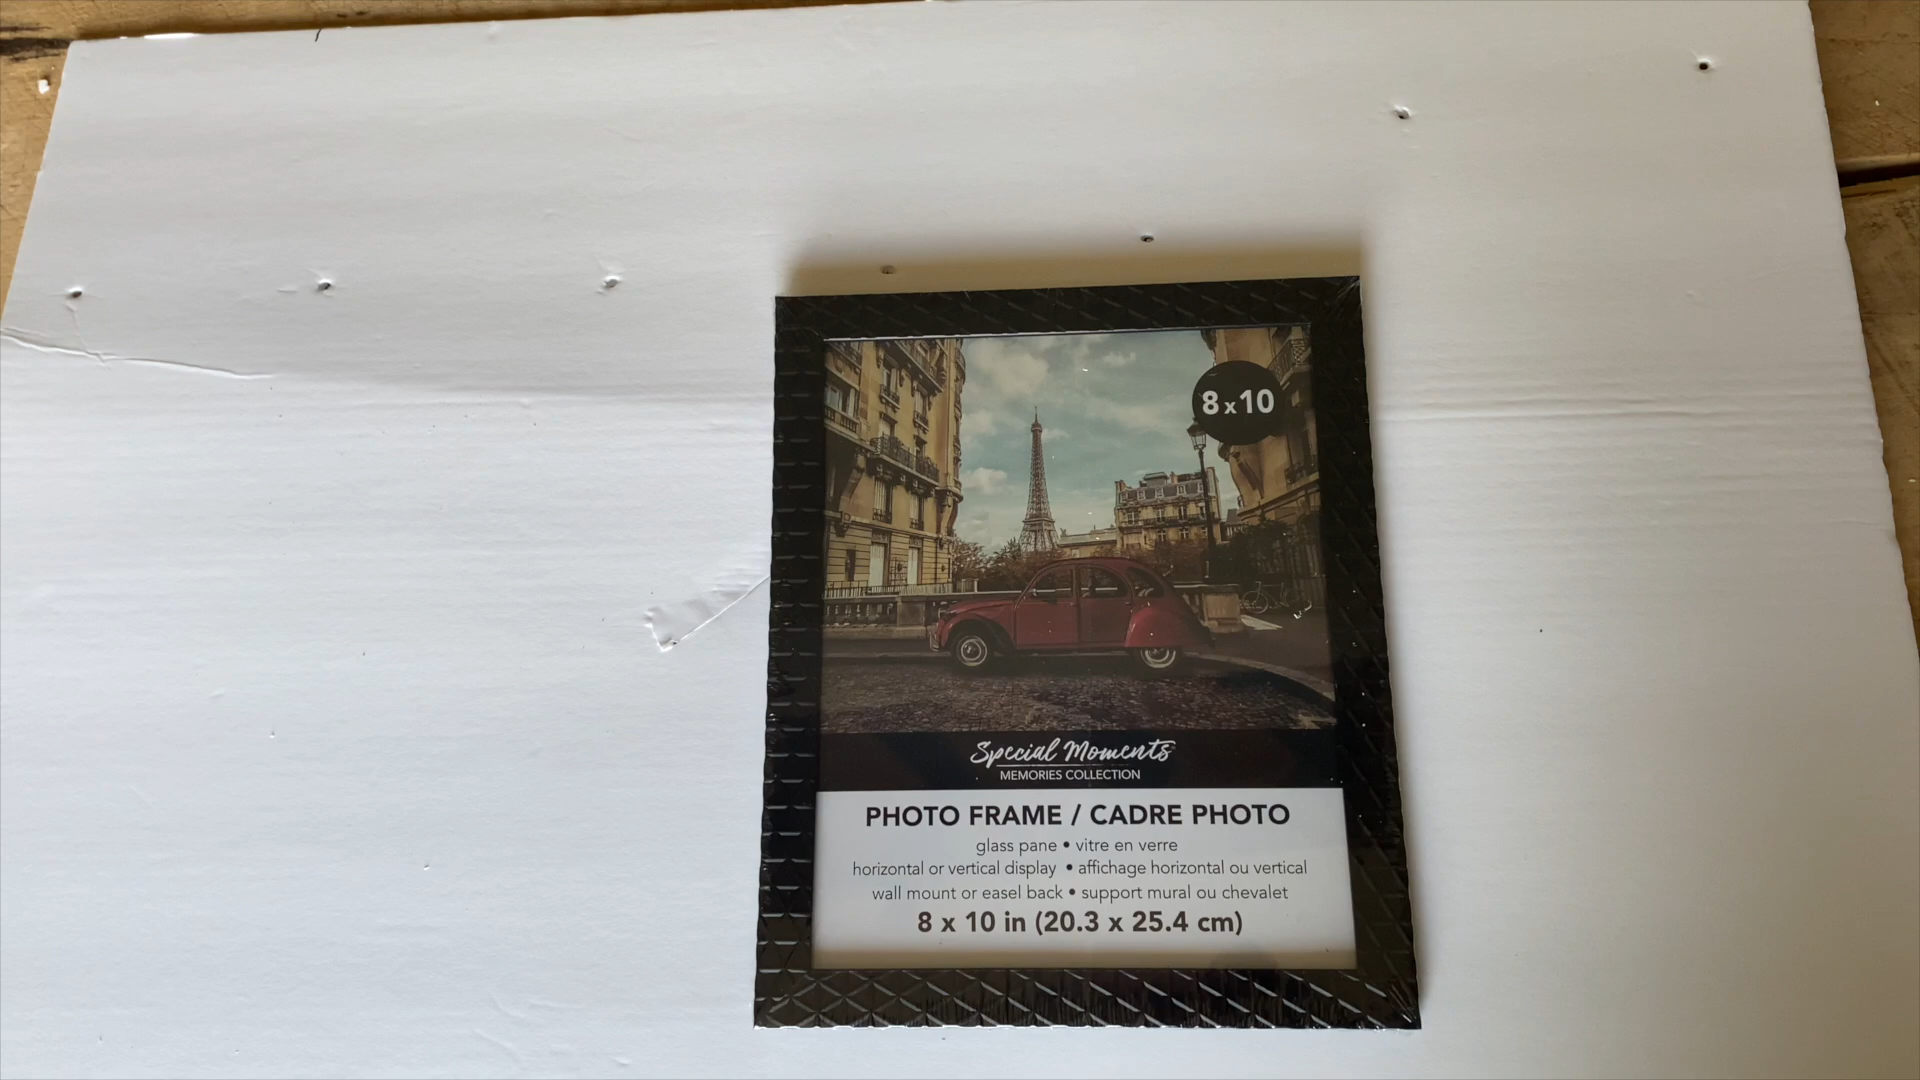 8x10
Special Moments
MEMORIES COLLECTION
PHOTO FRAME / CADRE PHOTO
glass pane • vitre en verre
horizontal or vertical display • affichage horizontal ou vertical
wall mount or easel back • support mural ou chevalet
8 x 10 in (20.3 x 25.4 cm)